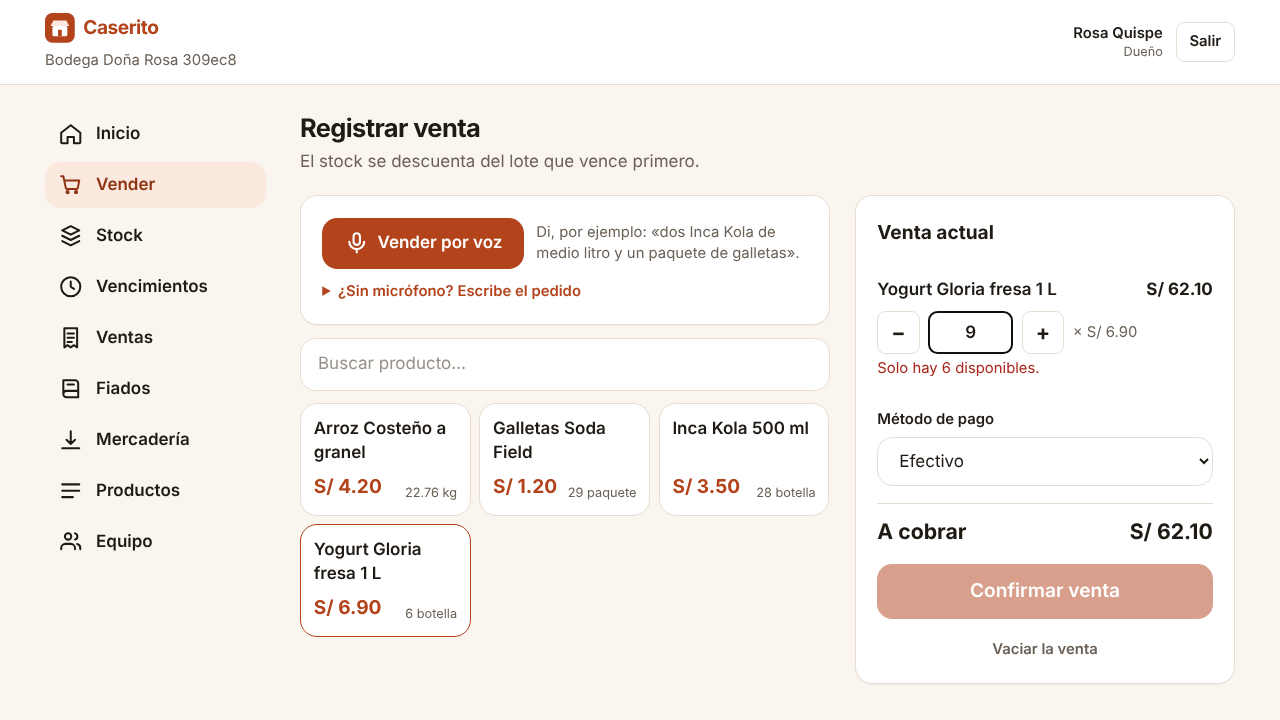 Caserito
Bodega Doña Rosa 309ec8
Rosa Quispe
Dueño
Salir
Inicio
Vender
Stock
Vencimientos
Ventas
Fiados
Mercadería
Productos
Equipo
Registrar venta
El stock se descuenta del lote que vence primero.
Vender por voz
Di, por ejemplo: «dos Inca Kola de
medio litro y un paquete de galletas».
¿Sin micrófono? Escribe el pedido
Buscar producto...
Arroz Costeño a
granel
S/ 4.20
22.76 kg
Galletas Soda
Field
S/ 1.20
29 paquete
Inca Kola 500 ml
S/ 3.50
28 botella
Yogurt Gloria
fresa 1 L
S/ 6.90
6 botella
Venta actual
Yogurt Gloria fresa 1 L
S/ 62.10
− 9 + × S/ 6.90
Solo hay 6 disponibles.
Método de pago
Efectivo
A cobrar
S/ 62.10
Confirmar venta
Vaciar la venta